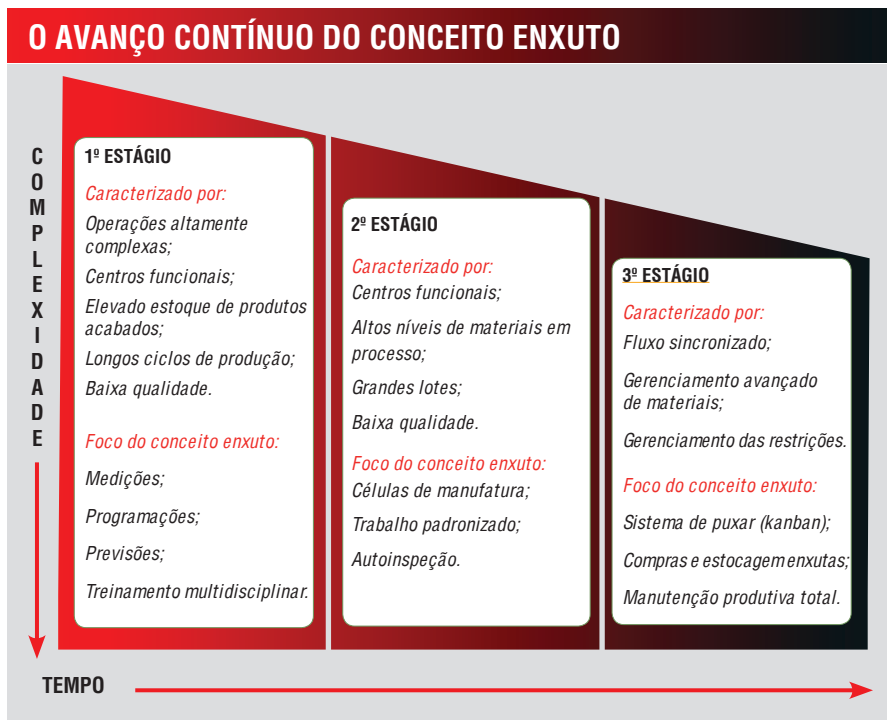 O AVANÇO CONTÍNUO DO CONCEITO ENXUTO
COMPLEXIDADE
1º ESTÁGIO
Caracterizado por:
Operações altamente
complexas;
Centros funcionais;
Elevado estoque de produtos
acabados;
Longos ciclos de produção;
Baixa qualidade.
Foco do conceito enxuto:
Medições;
Programações;
Previsões;
Treinamento multidisciplinar.
2º ESTÁGIO
Caracterizado por:
Centros funcionais;
Altos níveis de materiais em
processo;
Grandes lotes;
Baixa qualidade.
Foco do conceito enxuto:
Células de manufatura;
Trabalho padronizado;
Autoinspeção.
3º ESTÁGIO
Caracterizado por:
Fluxo sincronizado;
Gerenciamento avançado
de materiais;
Gerenciamento das restrições.
Foco do conceito enxuto:
Sistema de puxar (kanban);
Compras e estocagem enxutas;
Manutenção produtiva total.
TEMPO